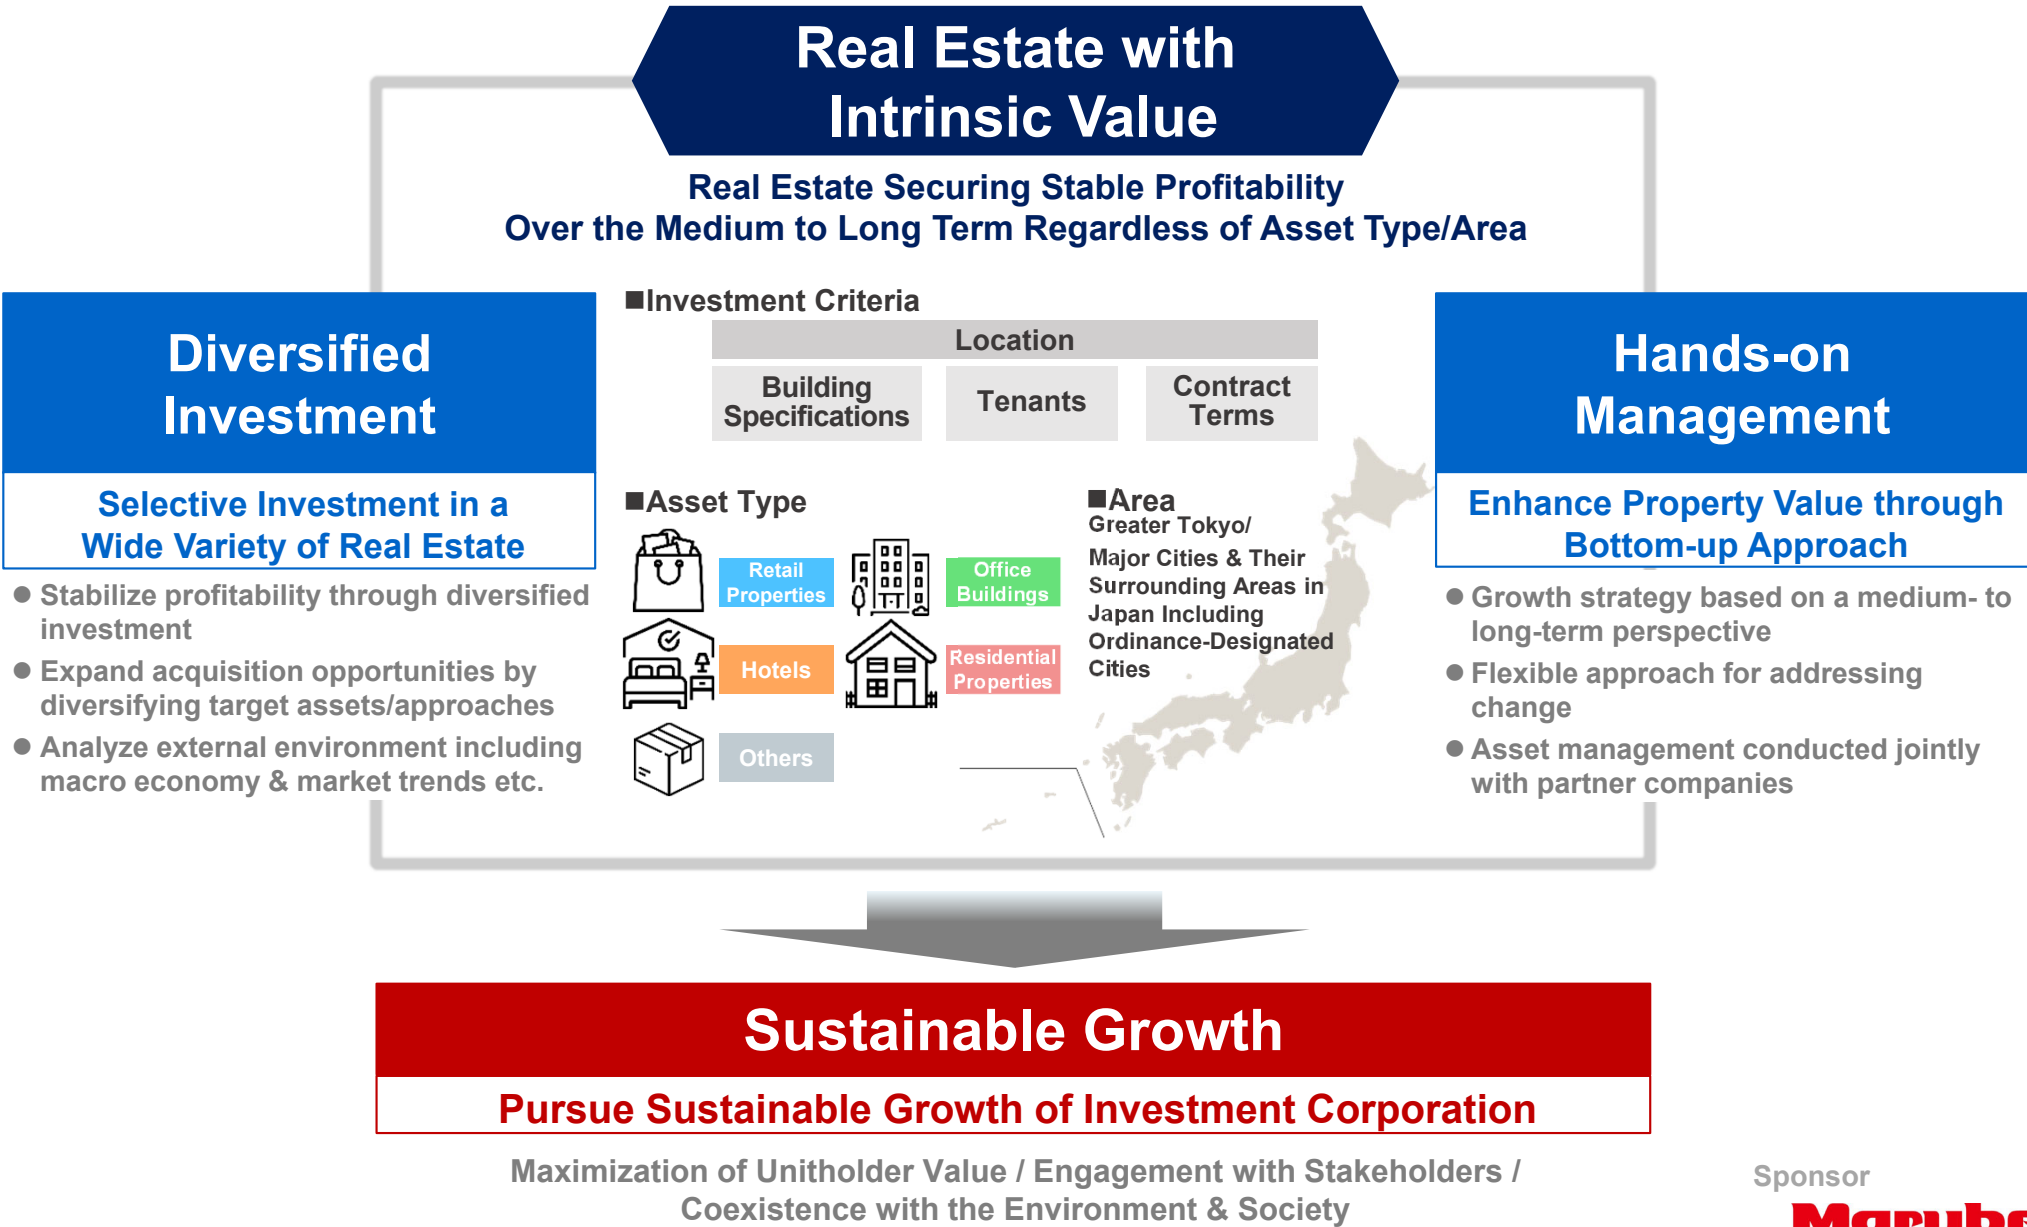 Real Estate with
Intrinsic Value
Real Estate Securing Stable Profitability
Over the Medium to Long Term Regardless of Asset Type/Area
Diversified
Investment
Selective Investment in a
Wide Variety of Real Estate
● Stabilize profitability through diversified
investment
● Expand acquisition opportunities by
diversifying target assets/approaches
● Analyze external environment including
macro economy & market trends etc.
■Investment Criteria
Location
Building
Specifications
Tenants
Contract
Terms
■Asset Type
Retail
Properties
Office
Buildings
Hotels
Residential
Properties
Others
■Area
Greater Tokyo/
Major Cities & Their
Surrounding Areas in
Japan Including
Ordinance-Designated
Cities
Hands-on
Management
Enhance Property Value through
Bottom-up Approach
● Growth strategy based on a medium- to
long-term perspective
● Flexible approach for addressing
change
● Asset management conducted jointly
with partner companies
Sustainable Growth
Pursue Sustainable Growth of Investment Corporation
Maximization of Unitholder Value / Engagement with Stakeholders /
Coexistence with the Environment & Society
Sponsor